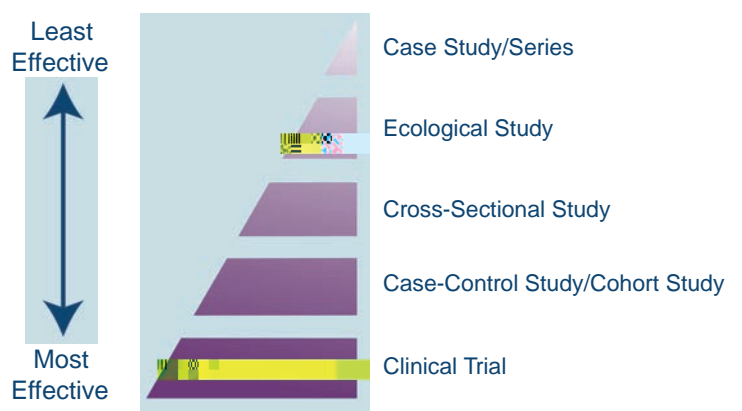 Least
Effective
Case Study/Series
Ecological Study
Cross-Sectional Study
Case-Control Study/Cohort Study
Most
Effective
Clinical Trial